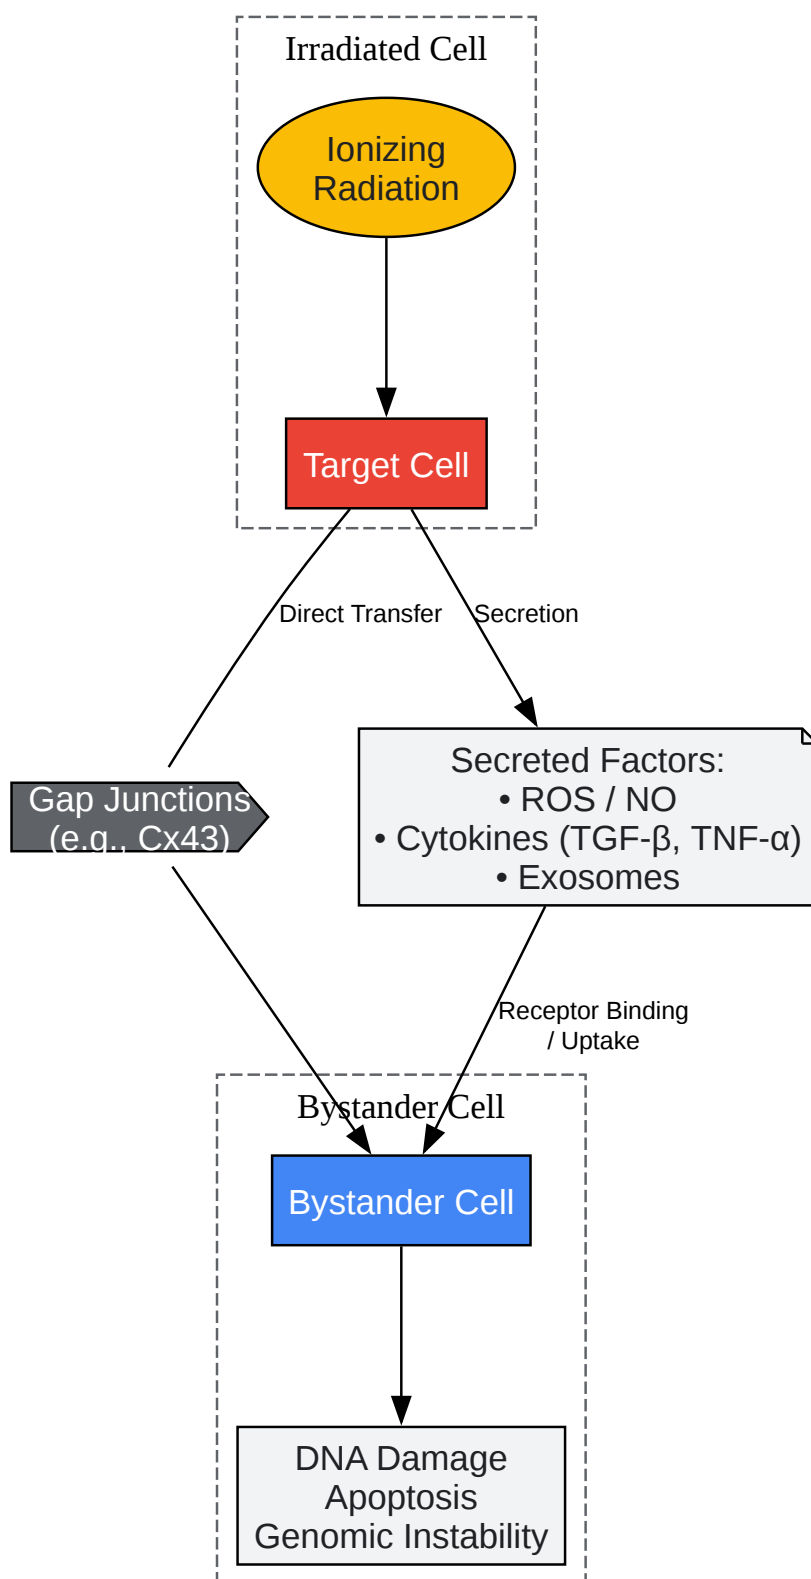 Irradiated Cell
Ionizing
Radiation
Target Cell
Direct Transfer
Secretion
Gap Junctions
(e.g., Cx43)
Secreted Factors:
• ROS / NO
• Cytokines (TGF-β, TNF-α)
• Exosomes
Receptor Binding
/ Uptake
Bystander Cell
Bystander Cell
DNA Damage
Apoptosis
Genomic Instability